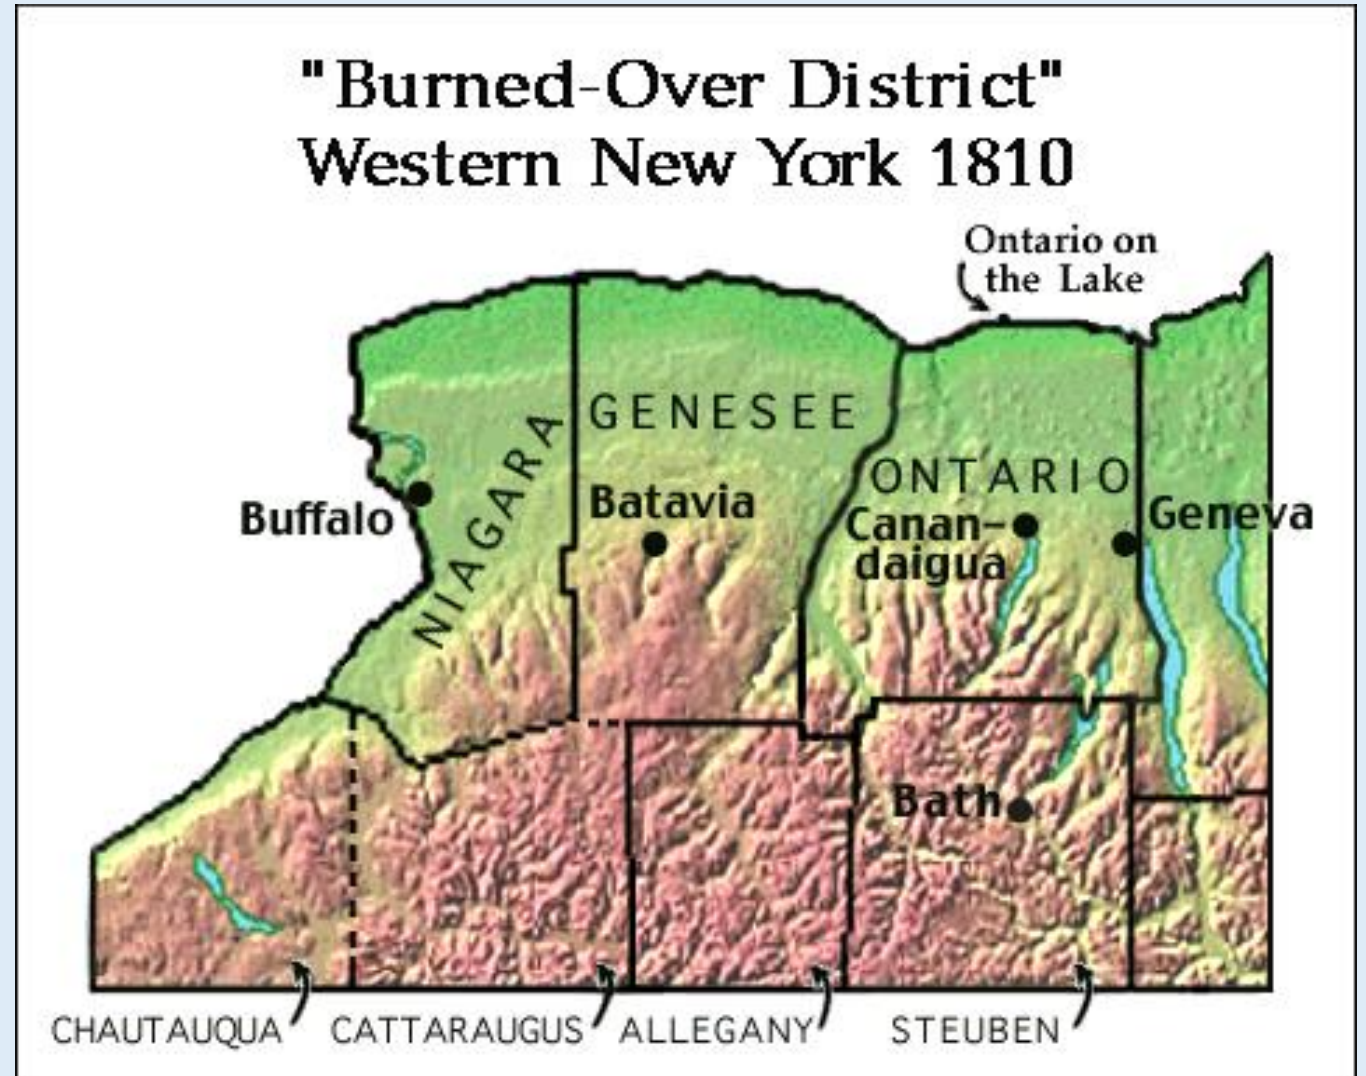 "Burned-Over District"
Western New York 1810
Ontario on
the Lake
GENESEE
NIAGARA
ONTARIO
Buffalo
Batavia
Canan-
daigua
Geneva
Bath
CHAUTAUQUA
CATTARAUGUS
ALLEGANY
STEUBEN